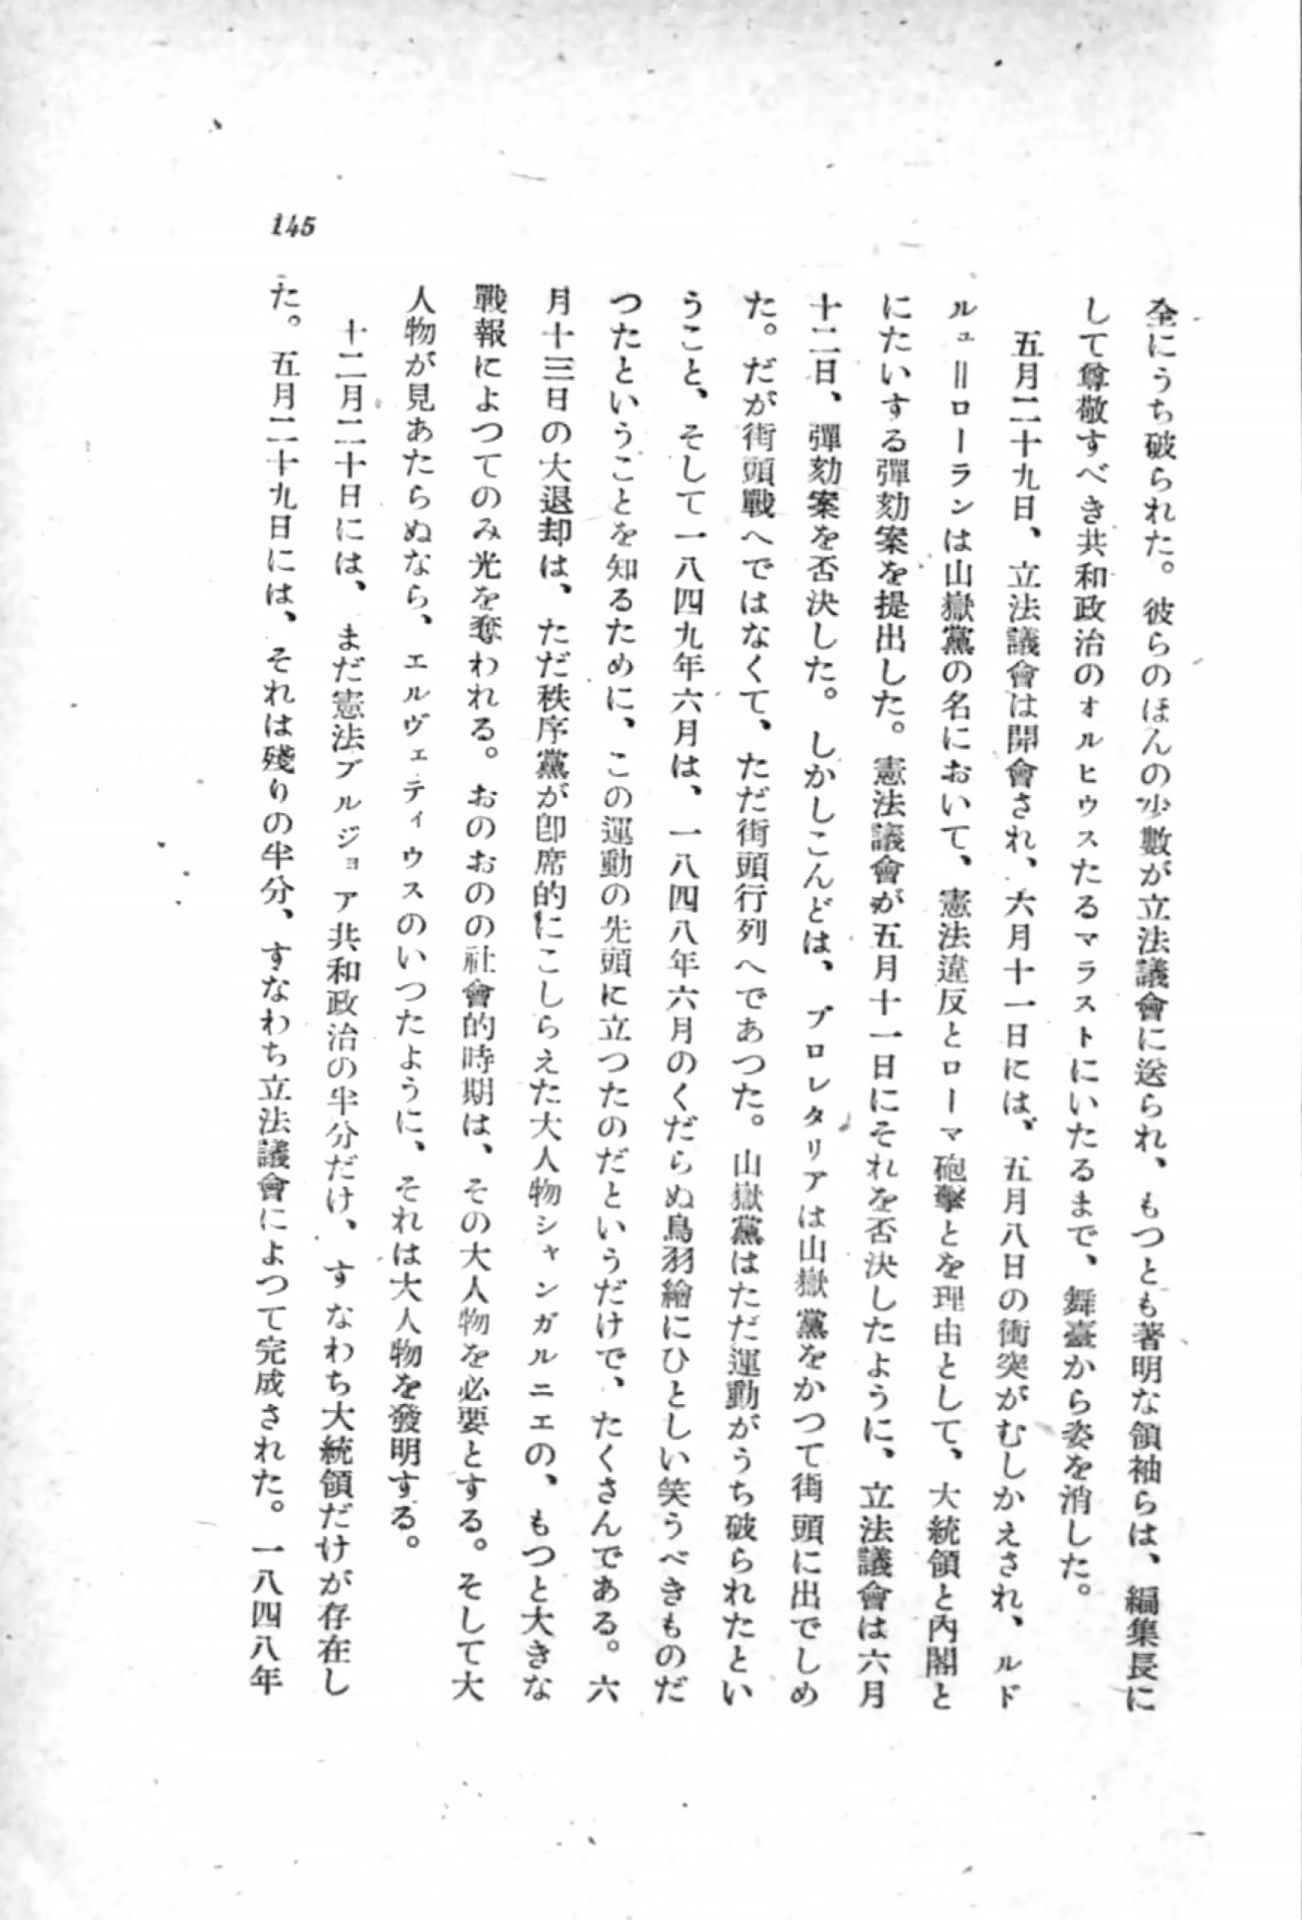 145
全にうち破られた。彼らのほんの少數が立法議會に送られ、もつとも著明な領袖らは、編集長に
して尊敬すべき共和政治のオルヒゥスたるマラストにいたるまで、舞臺から姿を消した。
五月二十九日、立法議會は開會され、六月十一日には、五月八日の衝突がむしかえされ、ルド
ルュ＝ローランは山嶽黨の名において、憲法違反とローマ砲擊とを理由として、大統領と內閣と
にたいする彈劾案を提出した。憲法議會が五月十一日にそれを否決したように、立法議會は六月
十二日、彈劾案を否決した。しかしこんどは、プロレタリアは山嶽黨をかつて街頭に出でしめ
た。だが街頭戰へではなくて、ただ街頭行列へであつた。山嶽黨はただ運動がうち破られたとい
うこと、そして一八四九年六月は、一八四八年六月のくだらぬ鳥羽繪にひとしい笑うべきものだ
つたということを知るために、この運動の先頭に立つたのだというだけで、たくさんである。六
月十三日の大退却は、ただ秩序黨が卽席的にこしらえた大人物シャンガルニエの、もつと大きな
戰報によつてのみ光を奪われる。おのおのの社會的時期は、その大人物を必要とする。そして大
人物が見あたらぬなら、エルヴェティウスのいつたように、それは大人物を發明する。
十二月二十日には、まだ憲法ブルジョア共和政治の半分だけ、すなわち大統領だけが存在し
た。五月二十九日には、それは殘りの半分、すなわち立法議會によつて完成された。一八四八年